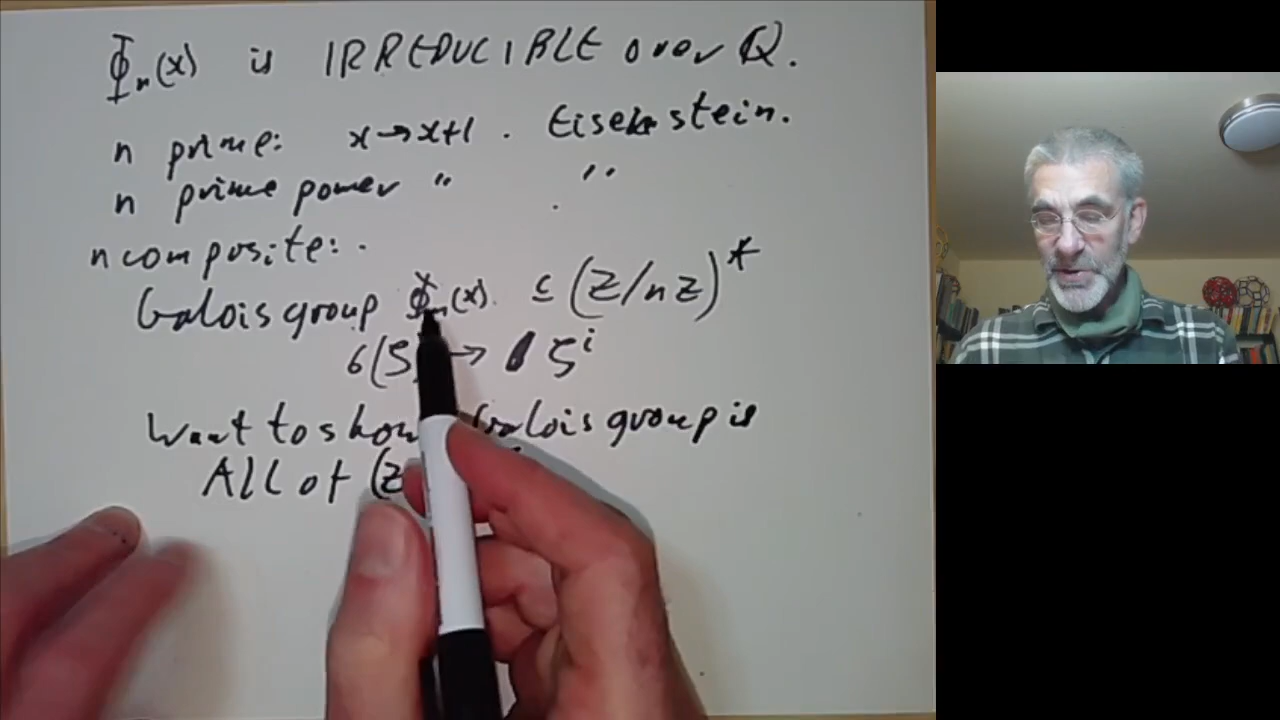 Φₙ(x) is IRREDUCIBLE over Q.
n prime: x→x+1. Eisenstein.
n prime power " "
n composite: .
Galois group Φₙ(x). ⊆ (Z/nZ)*
σ(ζ) → ζⁱ
Want to show Galois group is
All of (Z